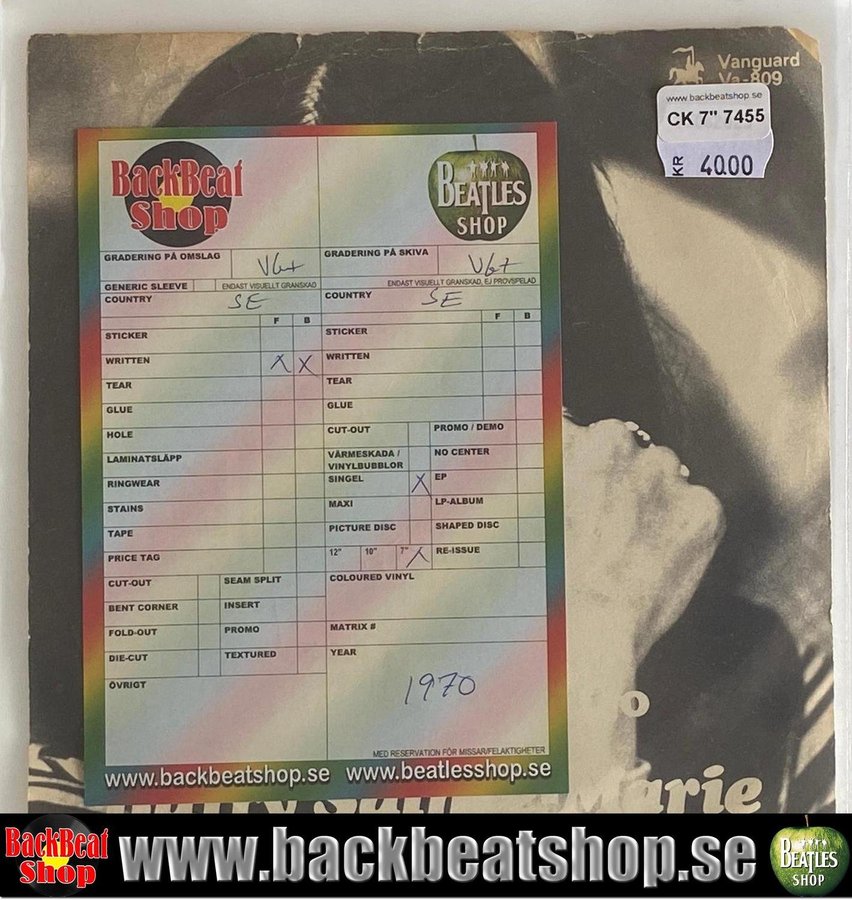 Vanguard
Va-809
www.backbeatshop.se
CK 7" 7455
KR 4000
BackBeat Shop
BEATLES SHOP
GRADERING PÅ OMSLAG VG+
GRADERING PÅ SKIVA VG+
GENERIC SLEEVE ENDAST VISUELLT GRANSKAD
ENDAST VISUELLT GRANSKAD, EJ PROVSPELAD
COUNTRY SE
COUNTRY SE
F B
F B
STICKER
STICKER
WRITTEN X X
WRITTEN
TEAR
TEAR
GLUE
GLUE
HOLE
CUT-OUT
PROMO / DEMO
LAMINATSLÄPP
VÄRMESKADA /
VINYLBUBBLOR
NO CENTER
RINGWEAR
SINGEL X
EP
STAINS
MAXI
LP-ALBUM
TAPE
PICTURE DISC
SHAPED DISC
PRICE TAG
12" 10" 7" X
RE-ISSUE
CUT-OUT
SEAM SPLIT
COLOURED VINYL
BENT CORNER
INSERT
FOLD-OUT
PROMO
MATRIX #
DIE-CUT
TEXTURED
YEAR
ÖVRIGT
1970
MED RESERVATION FÖR MISSAR/FELAKTIGHETER
www.backbeatshop.se www.beatlesshop.se
Marie
BackBeat Shop
www.backbeatshop.se
BEATLES SHOP